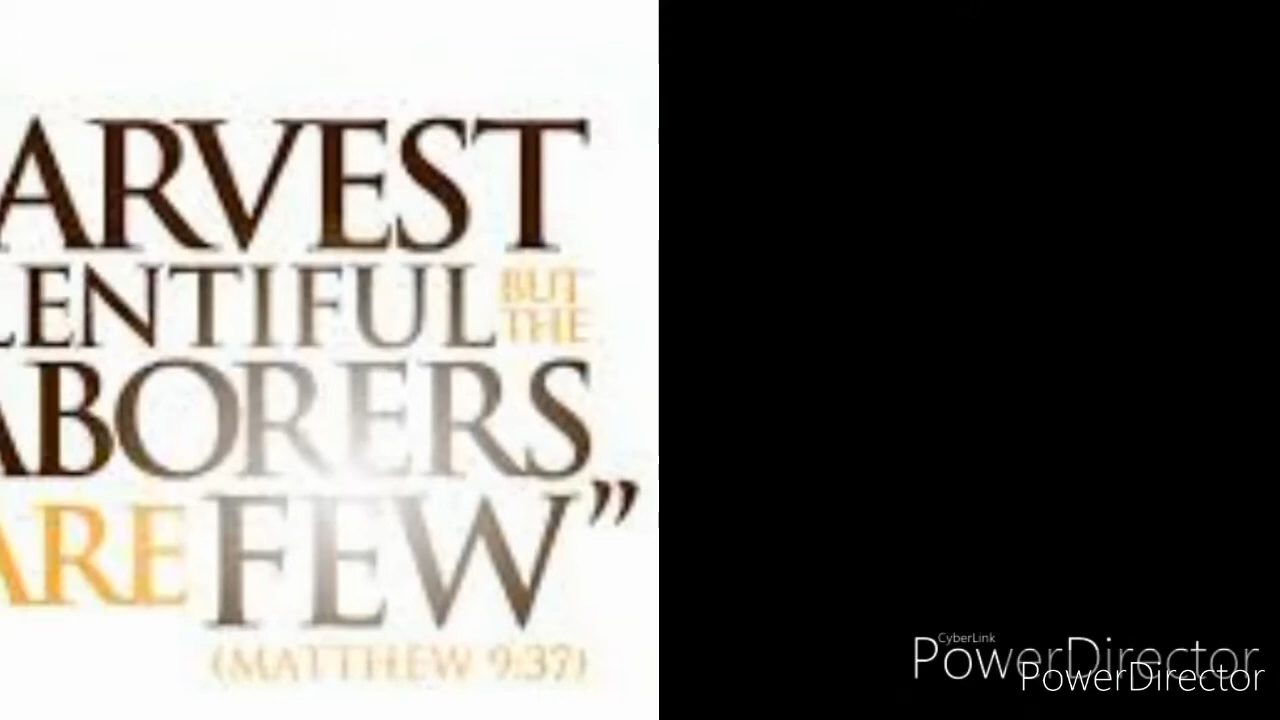 ARVEST
LENTIFUL BUT THE
ABORERS
ARE FEW”
(MATTHEW 9:37)
CyberLink
PowerDirector
PowerDirector